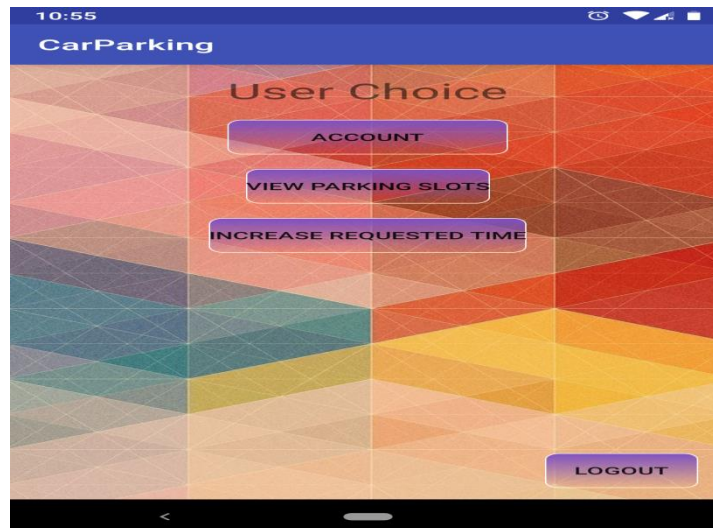 10:55
CarParking
User Choice
ACCOUNT
VIEW PARKING SLOTS
INCREASE REQUESTED TIME
LOGOUT